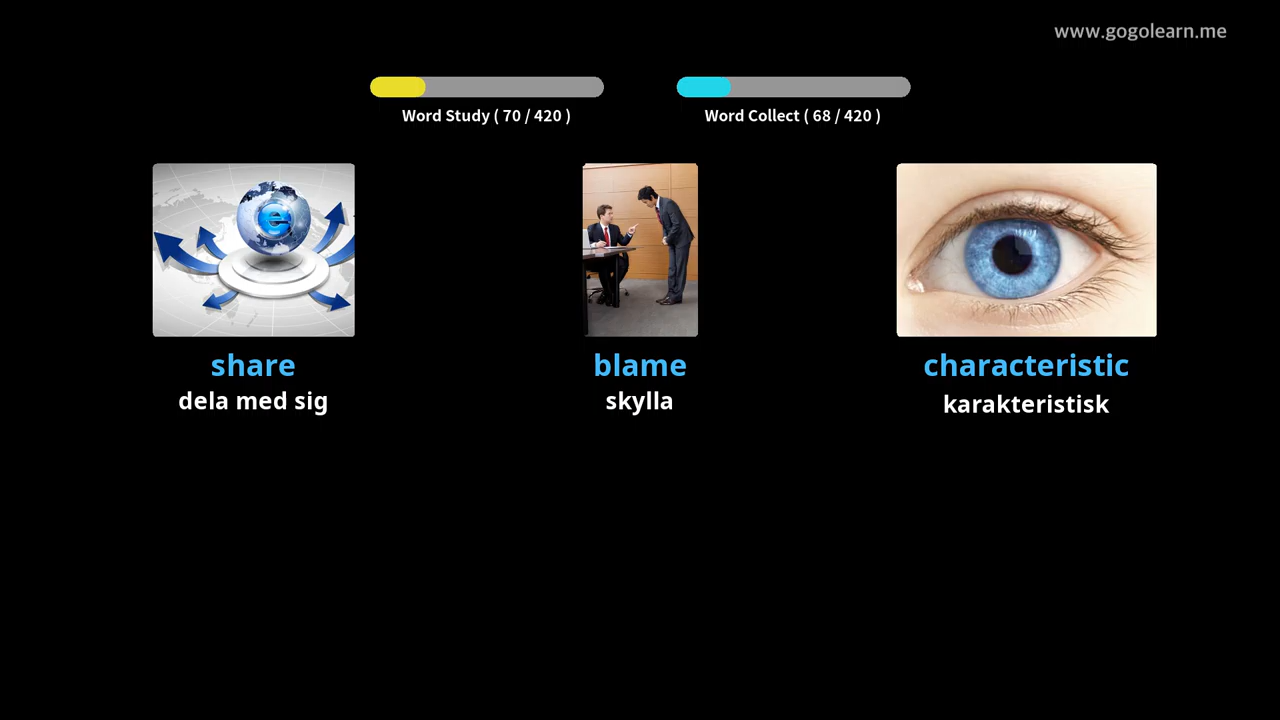 www.gogolearn.me
Word Study ( 70 / 420 )
Word Collect ( 68 / 420 )
e
share
dela med sig
blame
skylla
characteristic
karakteristisk